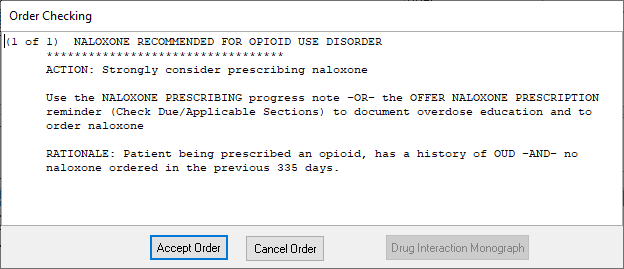 Order Checking
(1 of 1)  NALOXONE RECOMMENDED FOR OPIOID USE DISORDER
**********************************
ACTION: Strongly consider prescribing naloxone
Use the NALOXONE PRESCRIBING progress note -OR- the OFFER NALOXONE PRESCRIPTION
reminder (Check Due/Applicable Sections) to document overdose education and to
order naloxone
RATIONALE: Patient being prescribed an opioid, has a history of OUD -AND- no
naloxone ordered in the previous 335 days.
Accept Order
Cancel Order
Drug Interaction Monograph